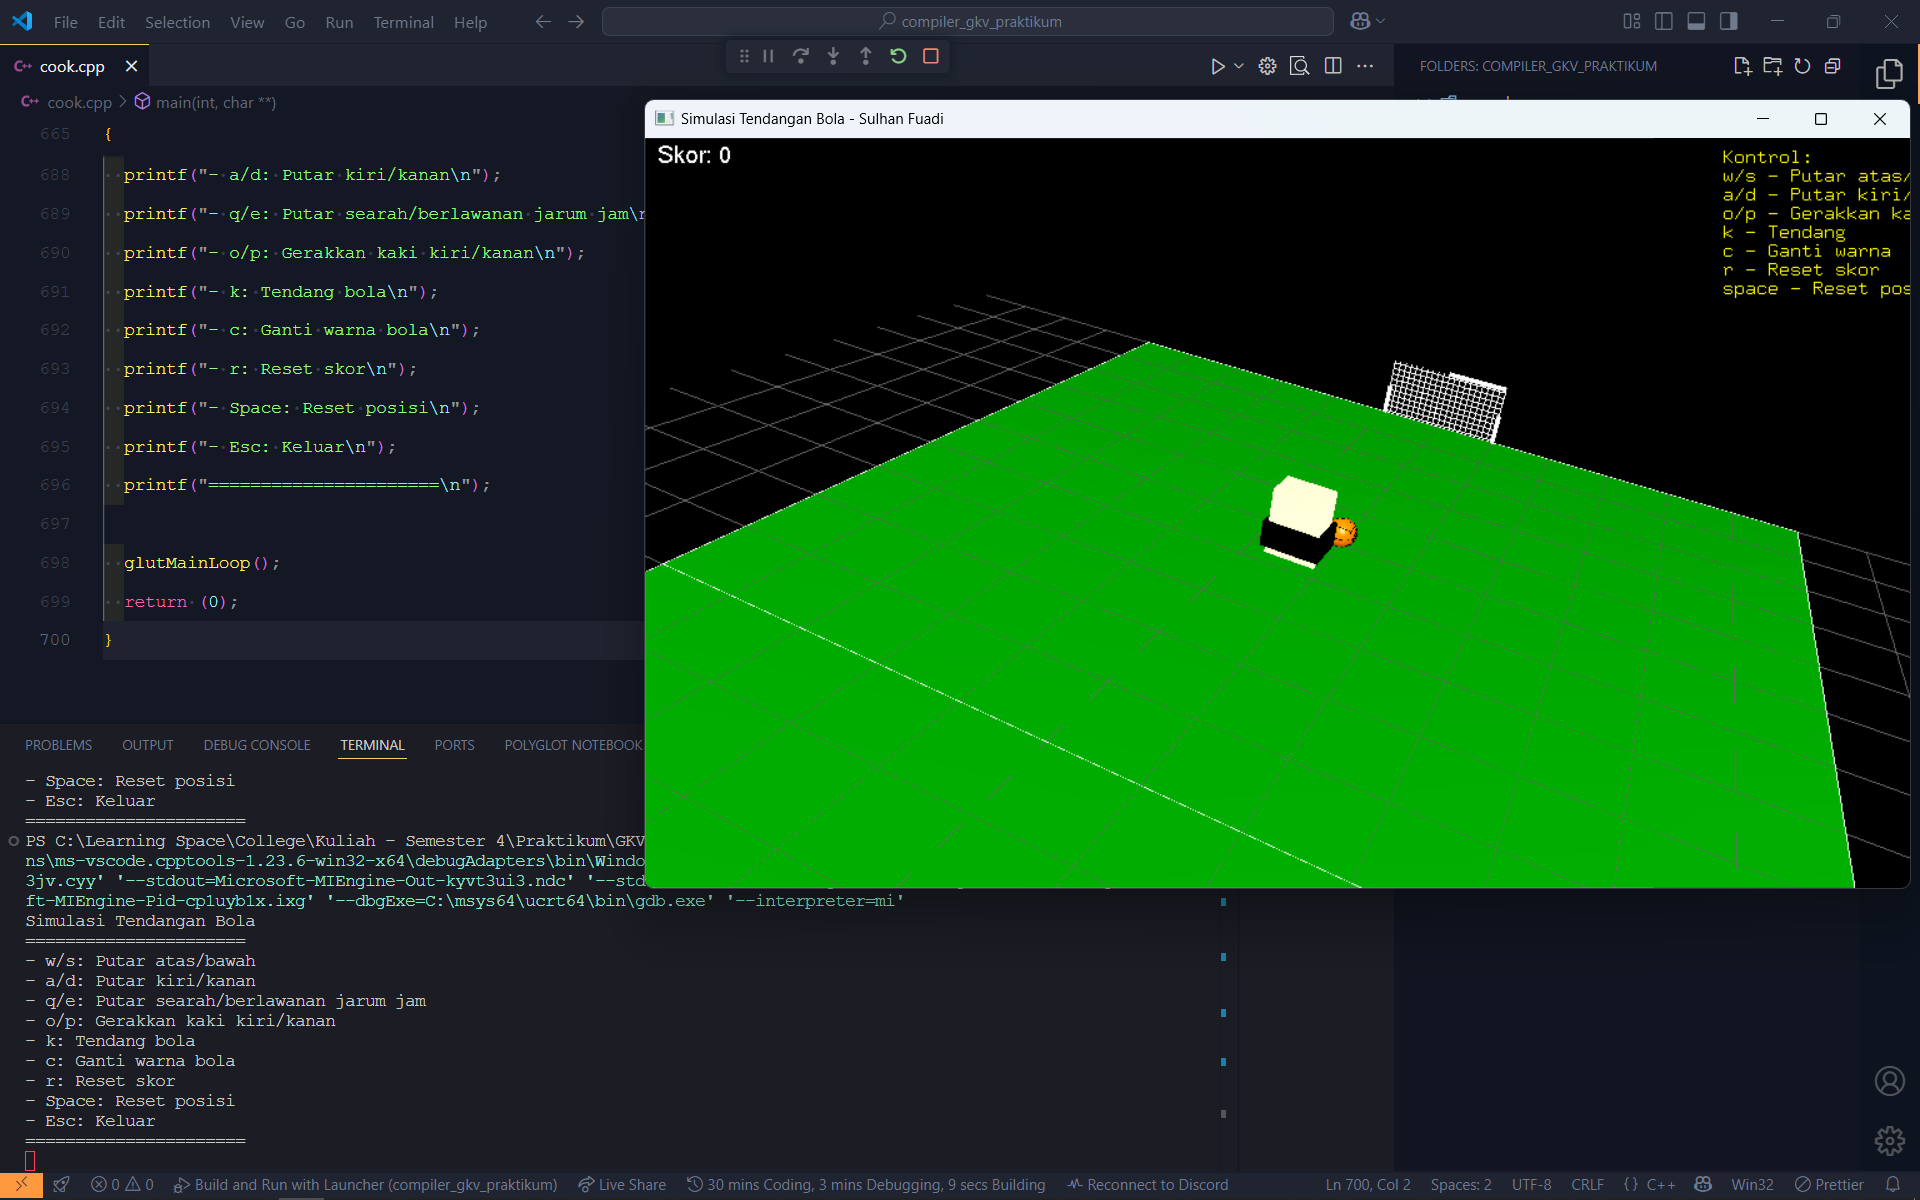 File Edit Selection View Go Run Terminal Help
compiler_gkv_praktikum
C++ cook.cpp
FOLDERS: COMPILER_GKV_PRAKTIKUM
C++ cook.cpp > main(int, char **)
665 {
688 printf("- a/d: Putar kiri/kanan\n");
689 printf("- q/e: Putar searah/berlawanan jarum jam\n
690 printf("- o/p: Gerakkan kaki kiri/kanan\n");
691 printf("- k: Tendang bola\n");
692 printf("- c: Ganti warna bola\n");
693 printf("- r: Reset skor\n");
694 printf("- Space: Reset posisi\n");
695 printf("- Esc: Keluar\n");
696 printf("======================\n");
697
698 glutMainLoop();
699 return (0);
700 }
Simulasi Tendangan Bola - Sulhan Fuadi
Skor: 0
Kontrol:
w/s - Putar atas/
a/d - Putar kiri/
o/p - Gerakkan ka
k - Tendang
c - Ganti warna
r - Reset skor
space - Reset pos
PROBLEMS OUTPUT DEBUG CONSOLE TERMINAL PORTS POLYGLOT NOTEBOOK
- Space: Reset posisi
- Esc: Keluar
======================
PS C:\Learning Space\College\Kuliah - Semester 4\Praktikum\GKV
ns\ms-vscode.cpptools-1.23.6-win32-x64\debugAdapters\bin\Windo
3jv.cyy' '--stdout=Microsoft-MIEngine-Out-kyvt3ui3.ndc' '--std
ft-MIEngine-Pid-cp1uyb1x.ixg' '--dbgExe=C:\msys64\ucrt64\bin\gdb.exe' '--interpreter=mi'
Simulasi Tendangan Bola
======================
- w/s: Putar atas/bawah
- a/d: Putar kiri/kanan
- q/e: Putar searah/berlawanan jarum jam
- o/p: Gerakkan kaki kiri/kanan
- k: Tendang bola
- c: Ganti warna bola
- r: Reset skor
- Space: Reset posisi
- Esc: Keluar
======================
0 0 Build and Run with Launcher (compiler_gkv_praktikum) Live Share 30 mins Coding, 3 mins Debugging, 9 secs Building Reconnect to Discord Ln 700, Col 2 Spaces: 2 UTF-8 CRLF {} C++ Win32 Prettier